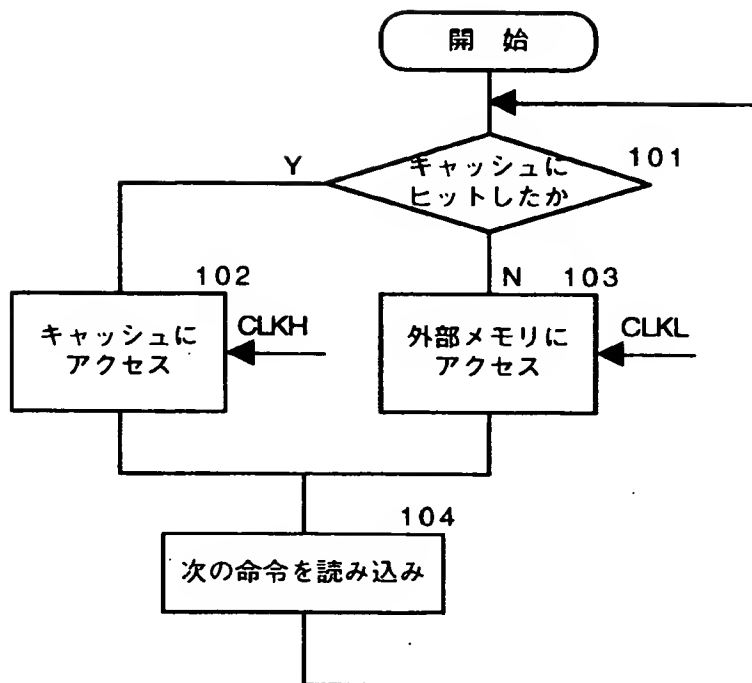 開 始
キャッシュに
ヒットしたか
101
Y
N
102
キャッシュに
アクセス
CLKH
103
外部メモリに
アクセス
CLKL
104
次の命令を読み込み